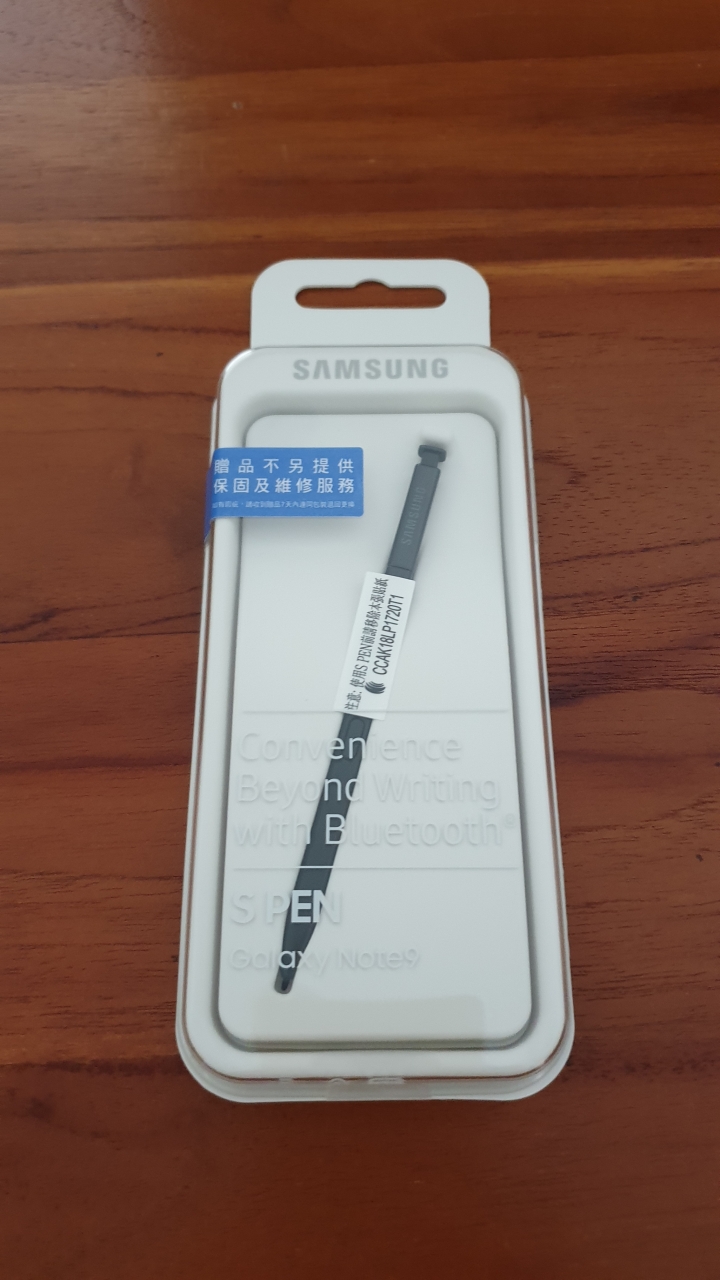 SAMSUNG
贈品不另提供
保固及維修服務
SAMSUNG
注意: 使用S PEN前請移除本張貼紙
CCAK18LP1720T1
Convenience
Beyond Writing
with Bluetooth®
S PEN
Galaxy Note9